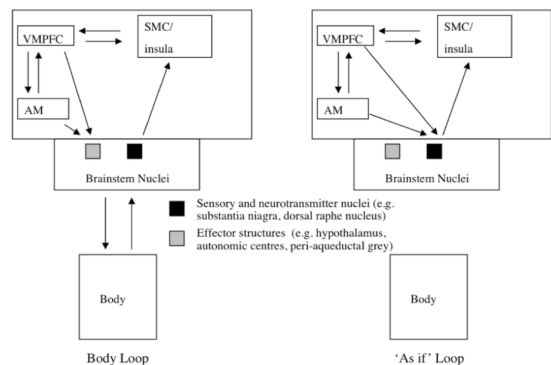 VMPFC
SMC/
insula
AM
Brainstem Nuclei
VMPFC
SMC/
insula
AM
Brainstem Nuclei
Sensory and neurotransmitter nuclei (e.g.
substantia niagra, dorsal raphe nucleus)
Effector structures (e.g. hypothalamus,
autonomic centres, peri-aqueductal grey)
Body
Body
Body Loop
‘As if’ Loop